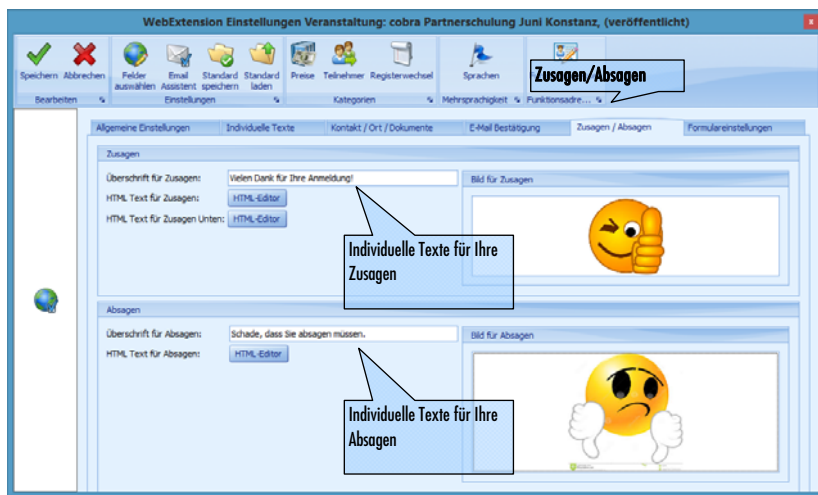 WebExtension Einstellungen Veranstaltung: cobra Partnerschulung Juni Konstanz, (veröffentlicht)
Speichern Abbrechen Felder auswählen Email Assistent Standard speichern Standard laden Preise Teilnehmer Registerwechsel Sprachen
Zusagen/Absagen
Bearbeiten Einstellungen Kategorien Mehrsprachigkeit Funktionsadre...
Allgemeine Einstellungen Individuelle Texte Kontakt / Ort / Dokumente E-Mail Bestätigung Zusagen / Absagen Formulareinstellungen
Zusagen
Überschrift für Zusagen: Vielen Dank für Ihre Anmeldung! Bild für Zusagen
HTML Text für Zusagen: HTML-Editor
HTML Text für Zusagen Unten: HTML-Editor
Individuelle Texte für Ihre
Zusagen
Absagen
Überschrift für Absagen: Schade, dass Sie absagen müssen. Bild für Absagen
HTML Text für Absagen: HTML-Editor
Individuelle Texte für Ihre
Absagen